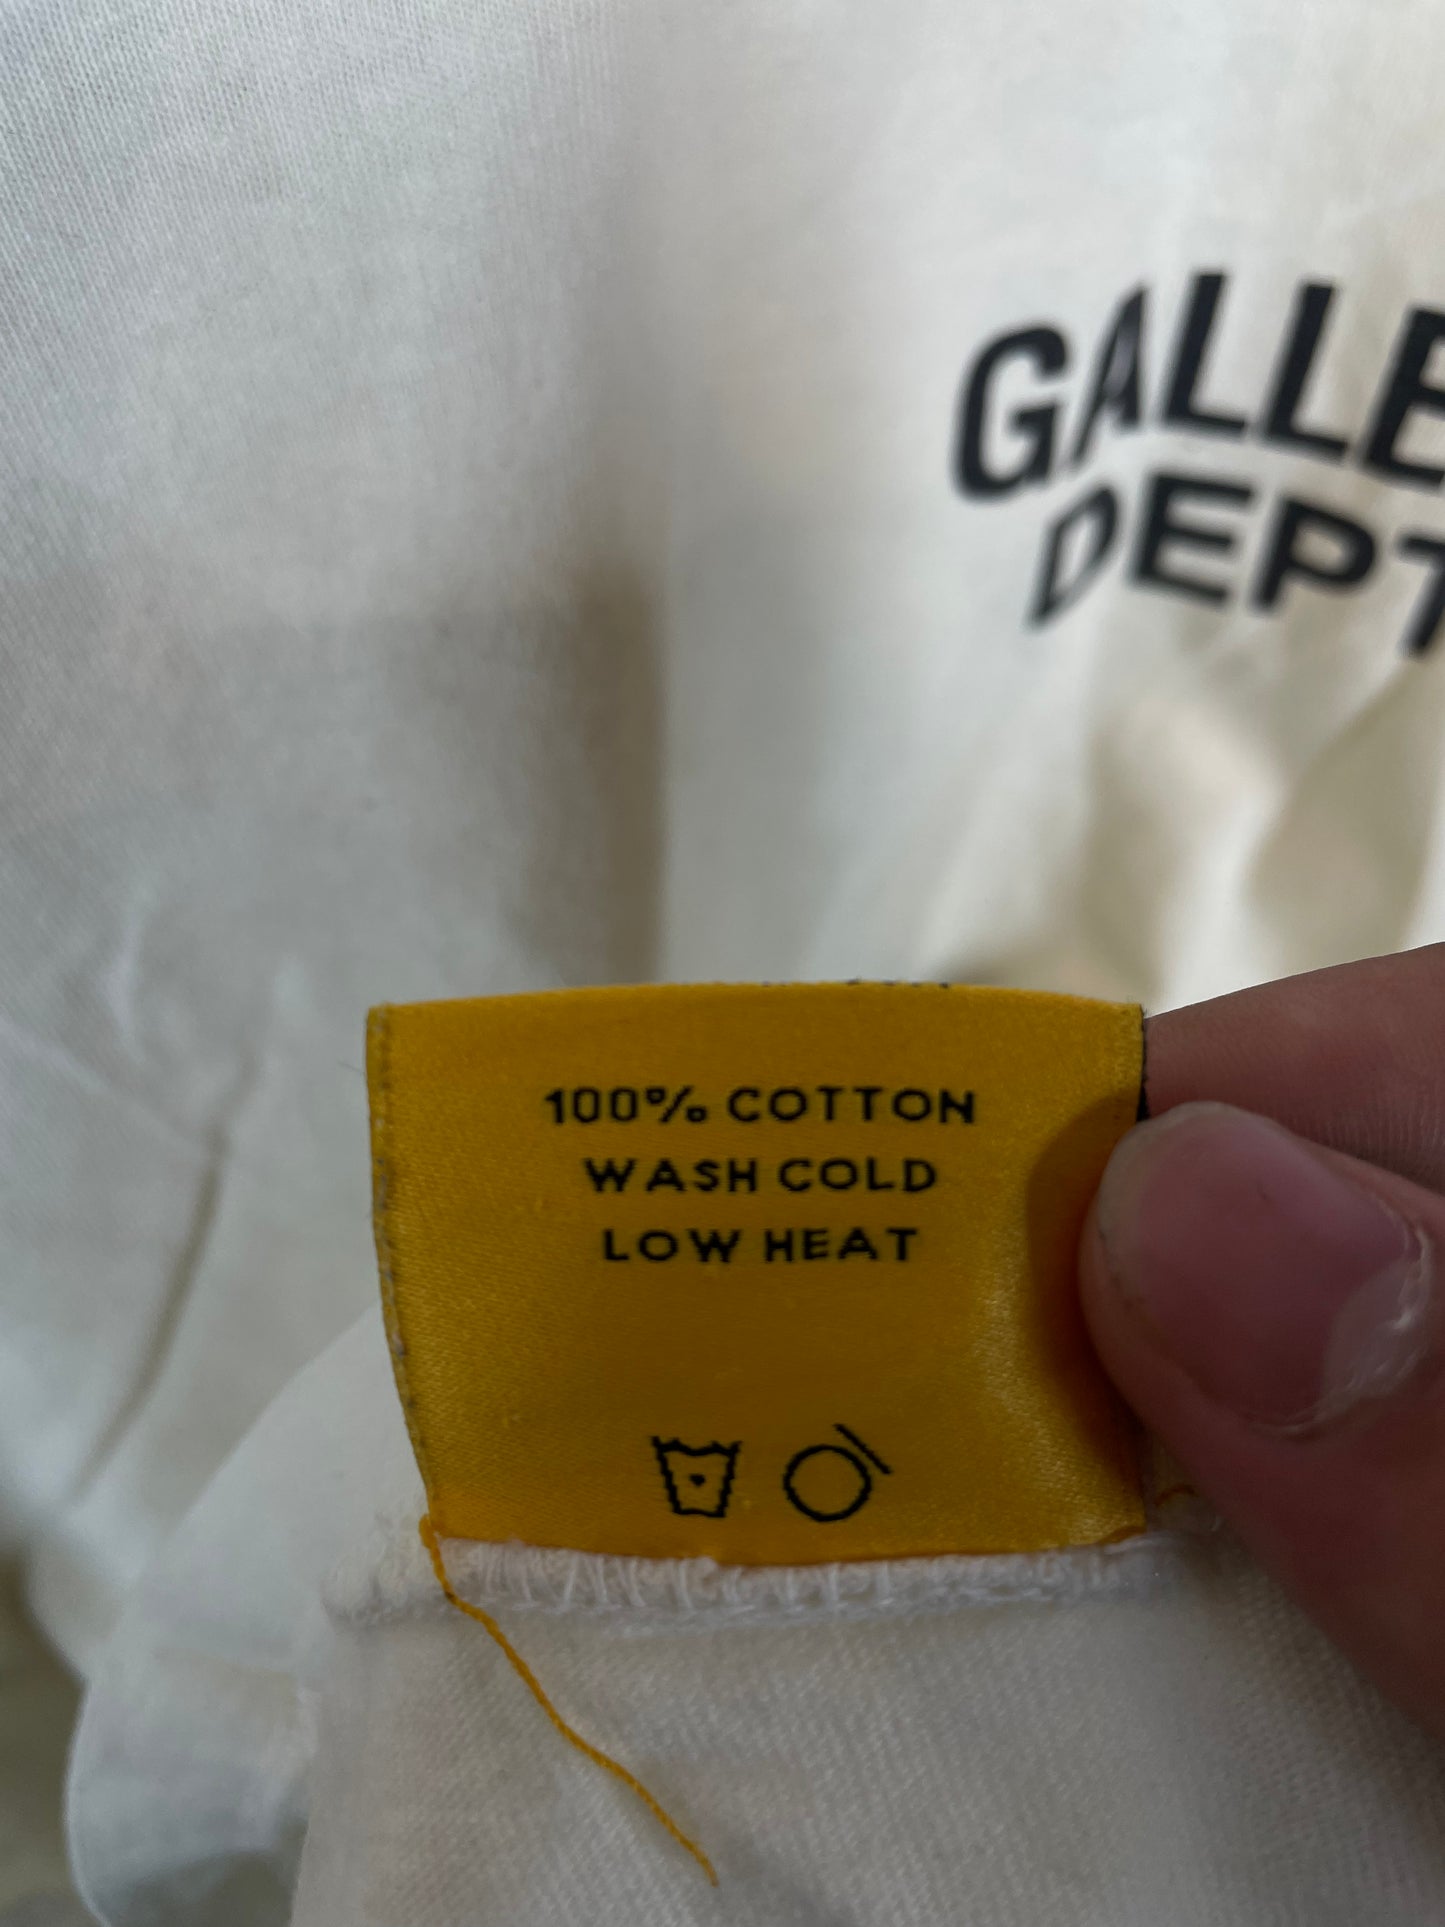 GALLE
DEPT
100% COTTON
WASH COLD
LOW HEAT